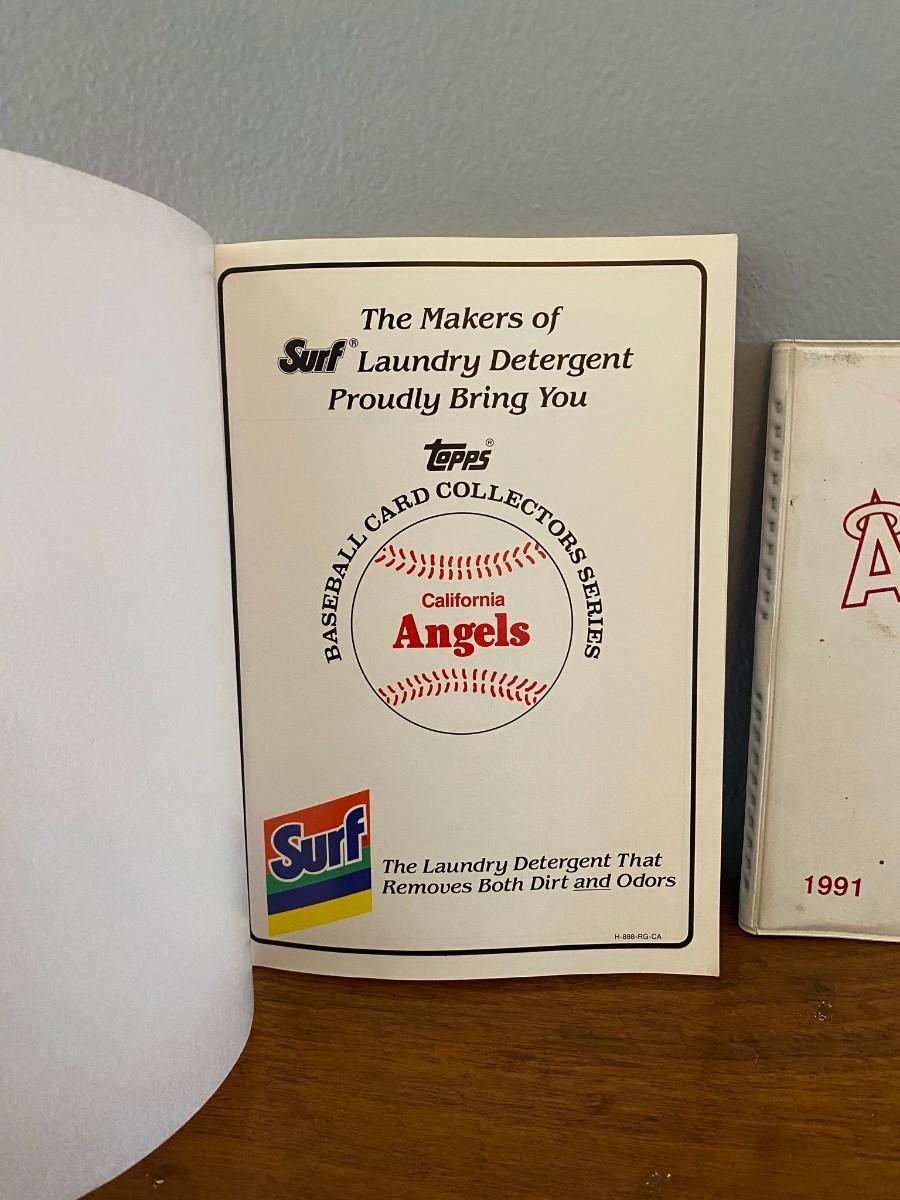 The Makers of
Surf® Laundry Detergent
Proudly Bring You
Topps®
BASEBALL CARD COLLECTORS SERIES
California
Angels
Surf
The Laundry Detergent That
Removes Both Dirt and Odors
H-888-RG-CA
A
1991